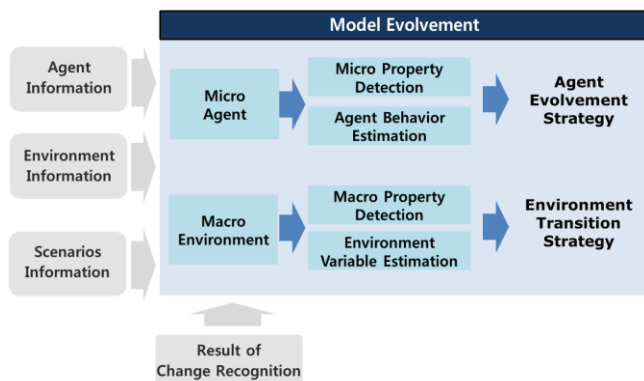 Model Evolvement
Agent
Information
Environment
Information
Scenarios
Information
Micro
Agent
Micro Property
Detection
Agent Behavior
Estimation
Agent
Evolvement
Strategy
Macro
Environment
Macro Property
Detection
Environment
Variable Estimation
Environment
Transition
Strategy
Result of
Change Recognition